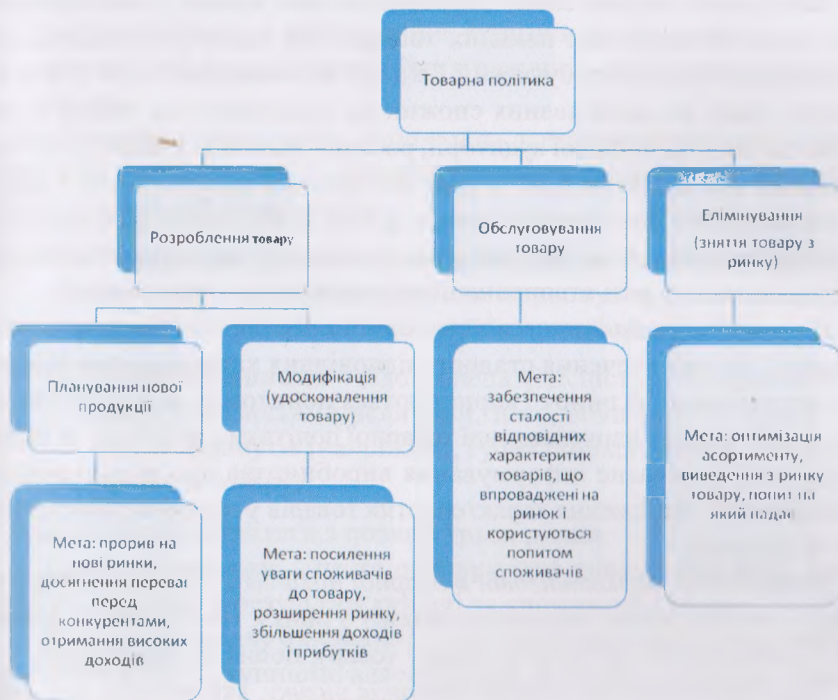 Товарна політика
Розроблення товару
Обслуговування
товару
Елімінування
(зняття товару з
ринку)
Планування нової
продукції
Модифікація
(удосконалення
товару)
Мета:
забезпечення
сталості
відповідних
характеритик
товарів, що
впроваджені на
ринок і
користуються
попитом
споживачів
Мета: оптимізація
асортименту,
виведення з ринку
товару, попит на
який падає
Мета: прорив на
нові ринки,
досягнення переваг
перед
конкурентами,
отримання високих
доходів
Мета: посилення
уваги споживачів
до товару,
розширення ринку,
збільшення доходів
і прибутків